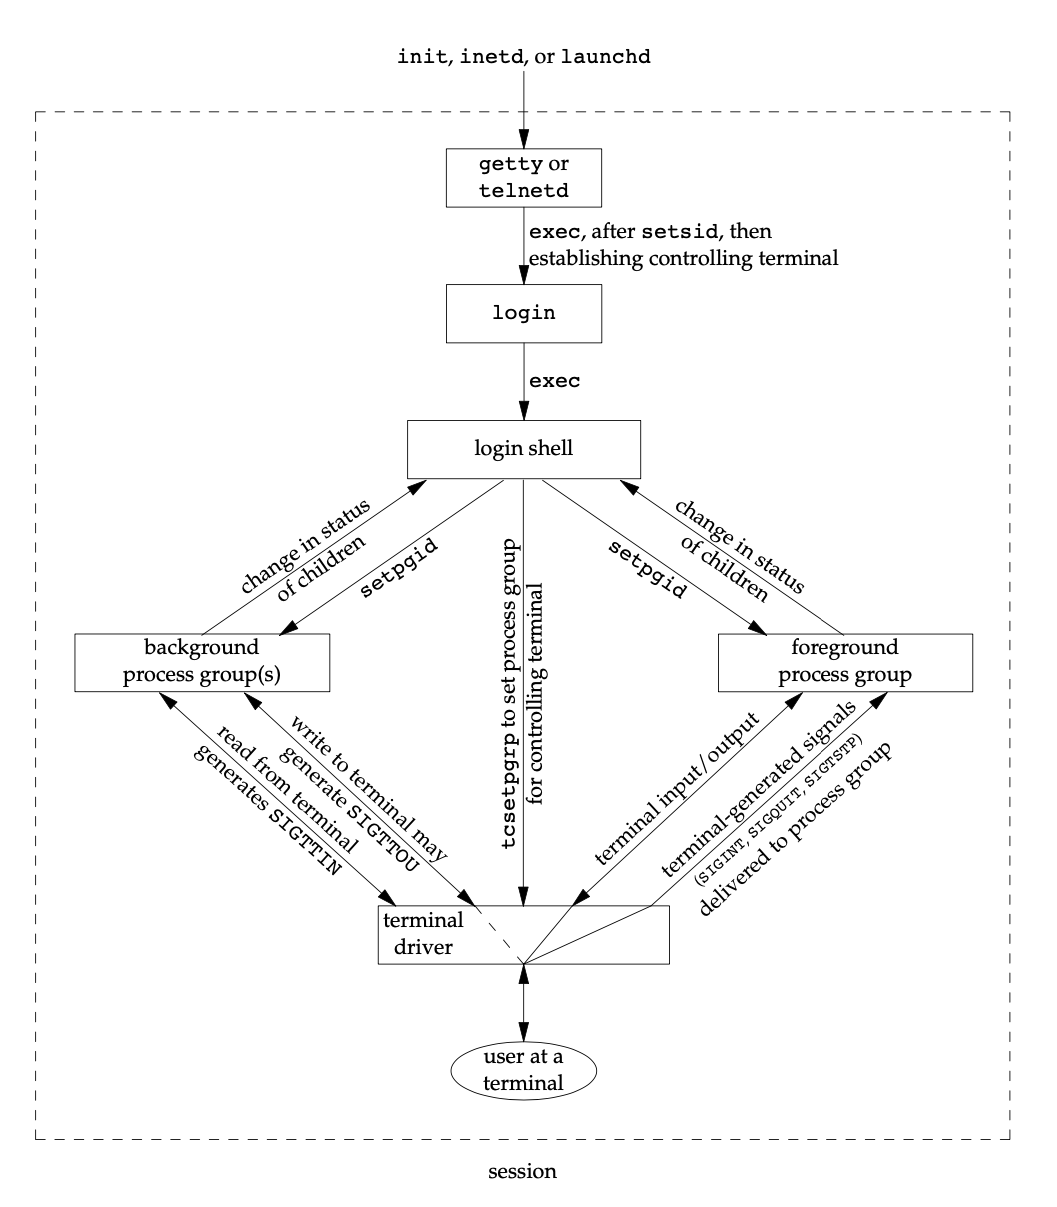 init, inetd, or launchd
getty or
telnetd
exec, after setsid, then
establishing controlling terminal
login
exec
login shell
change in status
of children
setpgid
tcsetpgrp to set process group
for controlling terminal
setpgid
change in status
of children
background
process group(s)
foreground
process group
read from terminal
generates SIGTTIN
write to terminal may
generate SIGTTOU
terminal input/output
terminal-generated signals
(SIGINT, SIGQUIT, SIGTSTP)
delivered to process group
terminal
driver
user at a
terminal
session